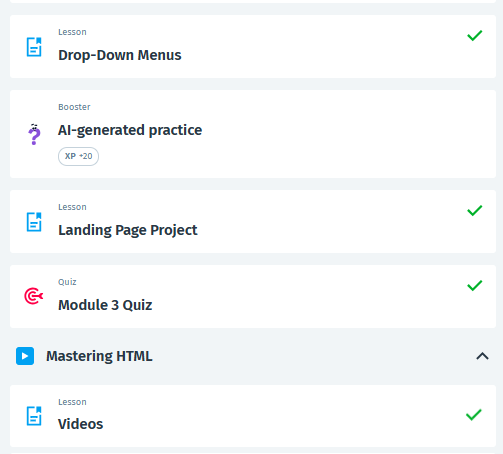 Lesson
Drop-Down Menus
Booster
AI-generated practice
XP +20
Lesson
Landing Page Project
Quiz
Module 3 Quiz
Mastering HTML
Lesson
Videos